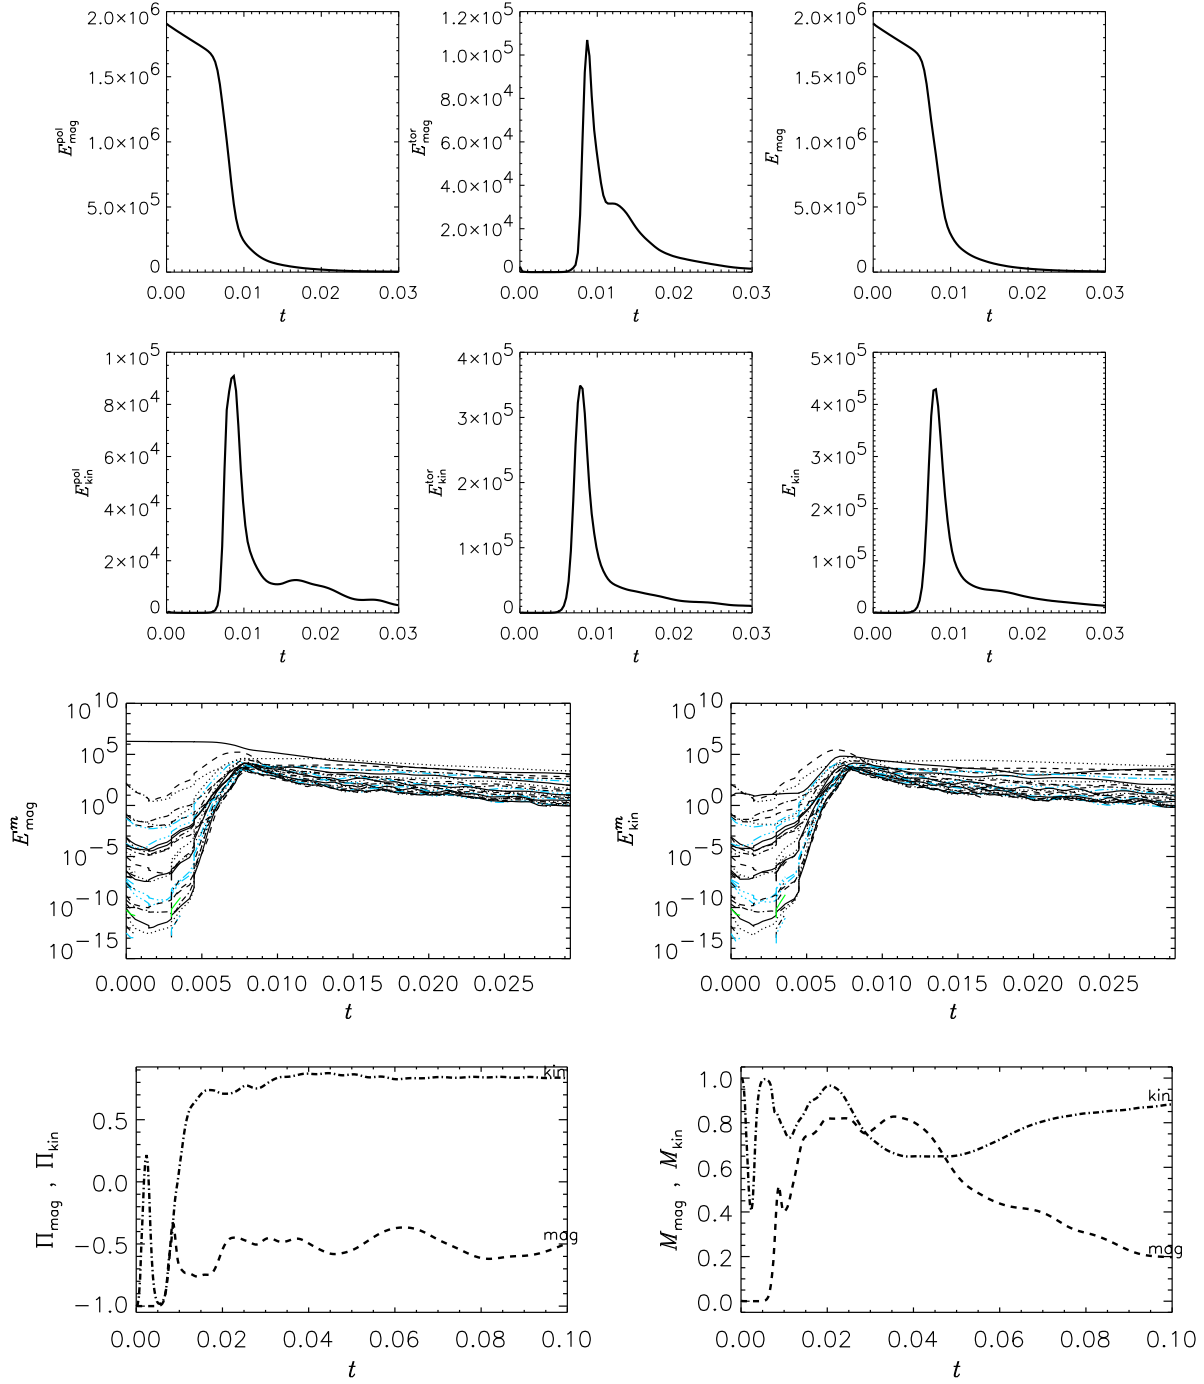 2.0×10⁶
1.5×10⁶
1.0×10⁶
5.0×10⁵
0
E_mag^pol
0.00 0.01 0.02 0.03
t
1.2×10⁵
1.0×10⁵
8.0×10⁴
6.0×10⁴
4.0×10⁴
2.0×10⁴
0
E_mag^tor
0.00 0.01 0.02 0.03
t
2.0×10⁶
1.5×10⁶
1.0×10⁶
5.0×10⁵
0
E_mag
0.00 0.01 0.02 0.03
t
1×10⁵
8×10⁴
6×10⁴
4×10⁴
2×10⁴
0
E_kin^pol
0.00 0.01 0.02 0.03
t
4×10⁵
3×10⁵
2×10⁵
1×10⁵
0
E_kin^tor
0.00 0.01 0.02 0.03
t
5×10⁵
4×10⁵
3×10⁵
2×10⁵
1×10⁵
0
E_kin
0.00 0.01 0.02 0.03
t
10¹⁰
10⁵
10⁰
10⁻⁵
10⁻¹⁰
10⁻¹⁵
E_mag^m
0.000 0.005 0.010 0.015 0.020 0.025
t
10¹⁰
10⁵
10⁰
10⁻⁵
10⁻¹⁰
10⁻¹⁵
E_kin^m
0.000 0.005 0.010 0.015 0.020 0.025
t
kin
0.5
0.0
−0.5
−1.0
mag
Π_mag , Π_kin
0.00 0.02 0.04 0.06 0.08 0.10
t
1.0
0.8
0.6
0.4
0.2
0.0
kin
mag
M_mag , M_kin
0.00 0.02 0.04 0.06 0.08 0.10
t